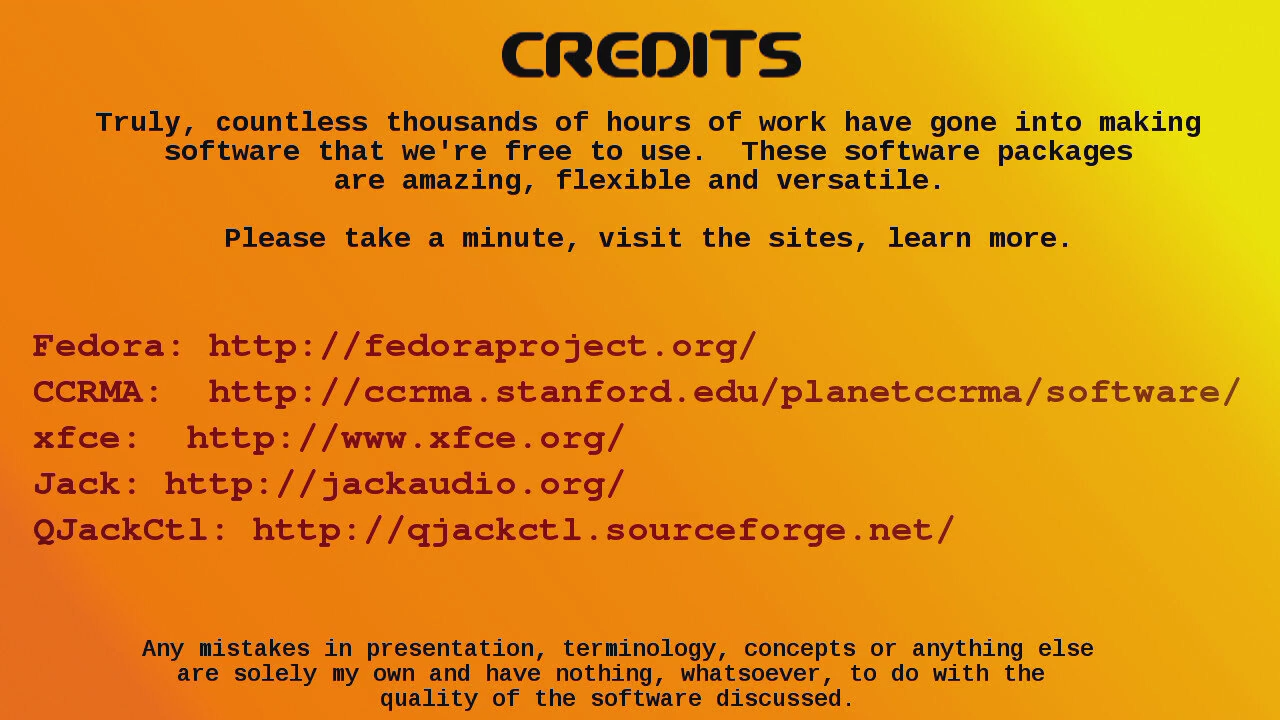 CREDITS
Truly, countless thousands of hours of work have gone into making
software that we're free to use.  These software packages
are amazing, flexible and versatile.
Please take a minute, visit the sites, learn more.
Fedora: http://fedoraproject.org/
CCRMA:  http://ccrma.stanford.edu/planetccrma/software/
xfce:  http://www.xfce.org/
Jack: http://jackaudio.org/
QJackCtl: http://qjackctl.sourceforge.net/
Any mistakes in presentation, terminology, concepts or anything else
are solely my own and have nothing, whatsoever, to do with the
quality of the software discussed.